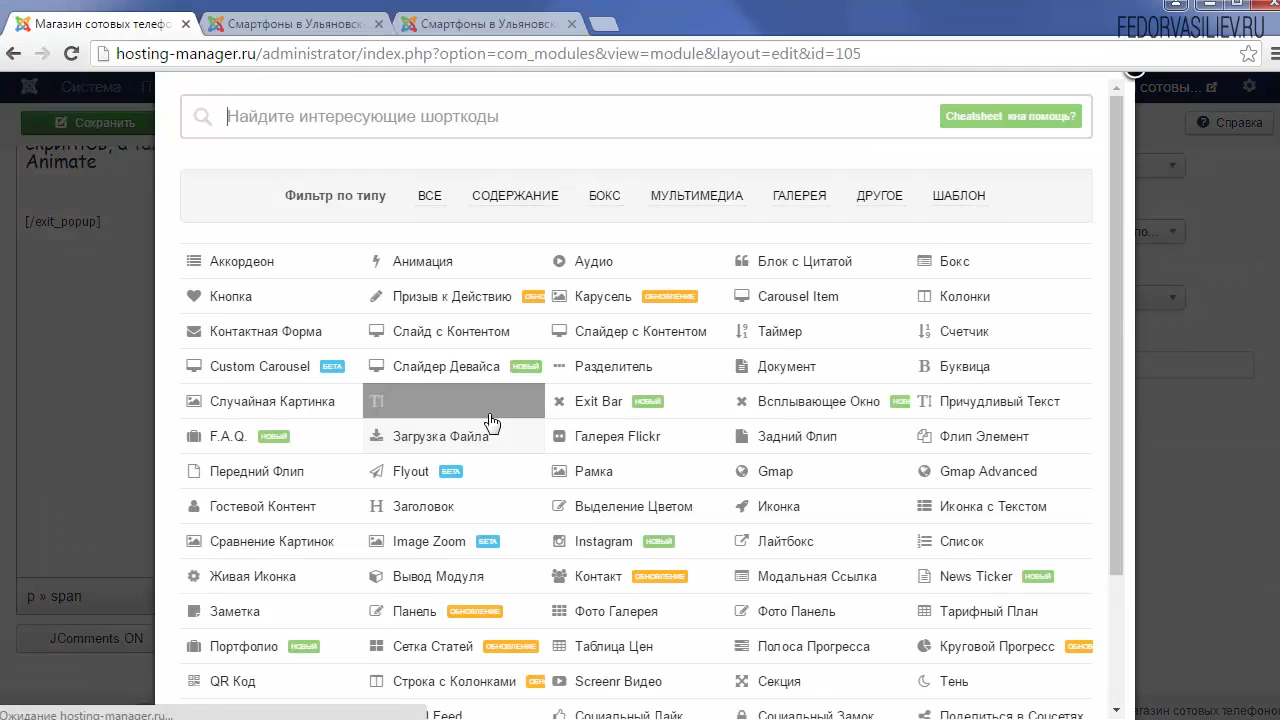 Магазин сотовых телефо
Смартфоны в Ульяновске
Смартфоны в Ульяновске
FEDORVASILIEV.RU
hosting-manager.ru/administrator/index.php?option=com_modules&view=module&layout=edit&id=105
Система
сотовы...
Сохранить
Найдите интересующие шорткоды
Cheatsheet
помощь?
Справка
Animate
Фильтр по типу ВСЕ СОДЕРЖАНИЕ БОКС МУЛЬТИМЕДИА ГАЛЕРЕЯ ДРУГОЕ ШАБЛОН
[/exit_popup]
Аккордеон Анимация Аудио Блок с Цитатой Бокс
Кнопка Призыв к Действию Карусель ОБНОВЛЕНИЕ Carousel Item Колонки
Контактная Форма Слайд с Контентом Слайдер с Контентом Таймер Счетчик
Custom Carousel БЕТА Слайдер Девайса НОВЫЙ Разделитель Документ Буквица
Случайная Картинка Exit Bar НОВЫЙ Всплывающее Окно Причудливый Текст
F.A.Q. НОВЫЙ Загрузка Файла Галерея Flickr Задний Флип Флип Элемент
Передний Флип Flyout БЕТА Рамка Gmap Gmap Advanced
Гостевой Контент Заголовок Выделение Цветом Иконка Иконка с Текстом
Сравнение Картинок Image Zoom БЕТА Instagram НОВЫЙ Лайтбокс Список
Живая Иконка Вывод Модуля Контакт ОБНОВЛЕНИЕ Модальная Ссылка News Ticker НОВЫЙ
p » span
Заметка Панель ОБНОВЛЕНИЕ Фото Галерея Фото Панель Тарифный План
JComments ON
Портфолио НОВЫЙ Сетка Статей ОБНОВЛЕНИЕ Таблица Цен Полоса Прогресса Круговой Прогресс
QR Код Строка с Колонками Screenr Видео Секция Тень
Feed Социальный Лайк Социальный Замок Поделиться в Соцсетях
Ожидание hosting-manager.ru...